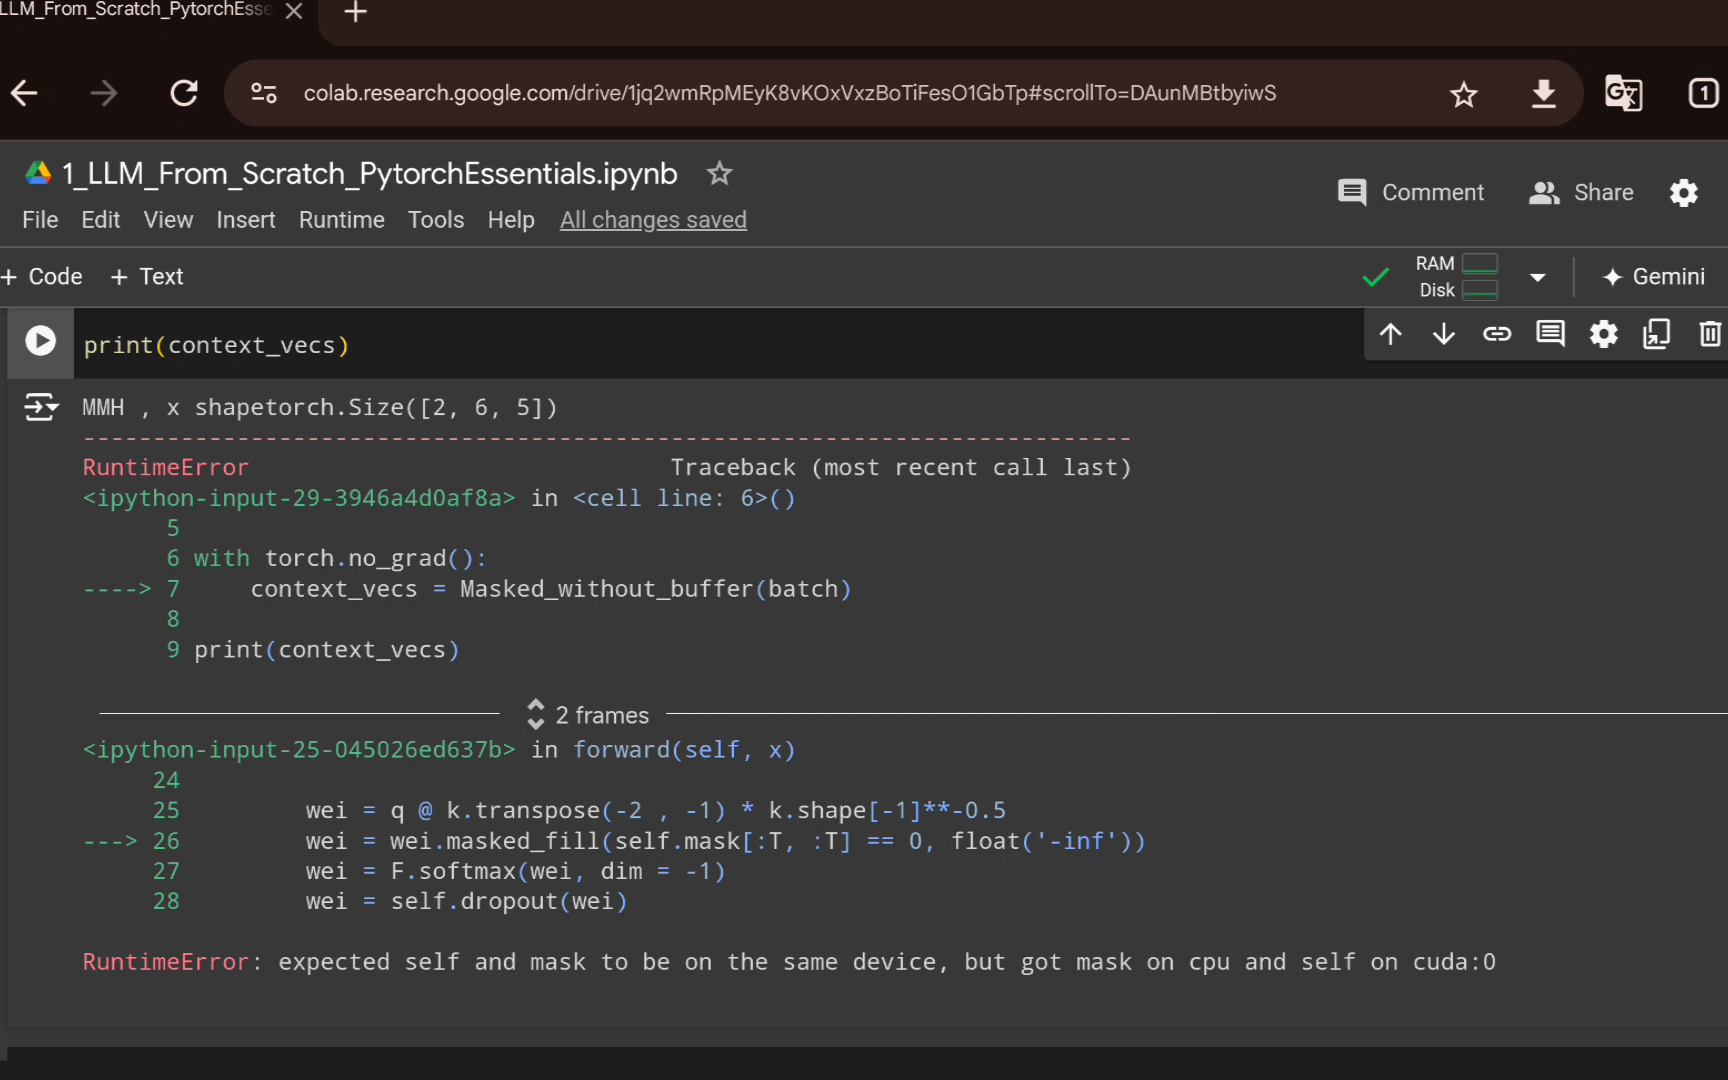 LLM_From_Scratch_PytorchEsse
colab.research.google.com/drive/1jq2wmRpMEyK8vKOxVxzBoTiFesO1GbTp#scrollTo=DAunMBtbyiwS
1
1_LLM_From_Scratch_PytorchEssentials.ipynb
Comment Share
File Edit View Insert Runtime Tools Help All changes saved
+ Code + Text
RAM
Disk
Gemini
print(context_vecs)
MMH , x shapetorch.Size([2, 6, 5])
---------------------------------------------------------------------------
RuntimeError                              Traceback (most recent call last)
<ipython-input-29-3946a4d0af8a> in <cell line: 6>()
      5
      6 with torch.no_grad():
----> 7     context_vecs = Masked_without_buffer(batch)
      8
      9 print(context_vecs)
2 frames
<ipython-input-25-045026ed637b> in forward(self, x)
     24
     25         wei = q @ k.transpose(-2 , -1) * k.shape[-1]**-0.5
---> 26         wei = wei.masked_fill(self.mask[:T, :T] == 0, float('-inf'))
     27         wei = F.softmax(wei, dim = -1)
     28         wei = self.dropout(wei)
RuntimeError: expected self and mask to be on the same device, but got mask on cpu and self on cuda:0